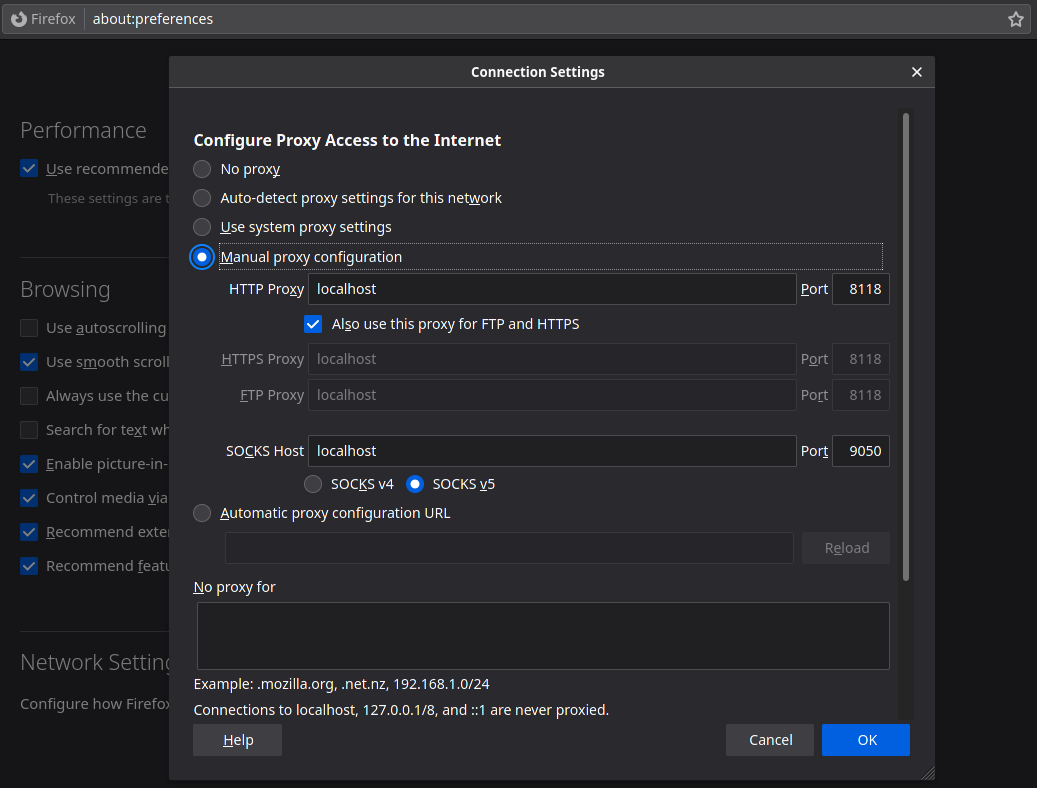 Firefox about:preferences
Connection Settings
Performance
Use recommende
These settings are t
Browsing
Use autoscrolling
Use smooth scroll
Always use the cu
Search for text wh
Enable picture-in-
Control media via
Recommend exter
Recommend featu
Network Setting
Configure how Firefox
Configure Proxy Access to the Internet
No proxy
Auto-detect proxy settings for this network
Use system proxy settings
Manual proxy configuration
HTTP Proxy localhost Port 8118
Also use this proxy for FTP and HTTPS
HTTPS Proxy localhost Port 8118
FTP Proxy localhost Port 8118
SOCKS Host localhost Port 9050
SOCKS v4 SOCKS v5
Automatic proxy configuration URL
Reload
No proxy for
Example: .mozilla.org, .net.nz, 192.168.1.0/24
Connections to localhost, 127.0.0.1/8, and ::1 are never proxied.
Help Cancel OK